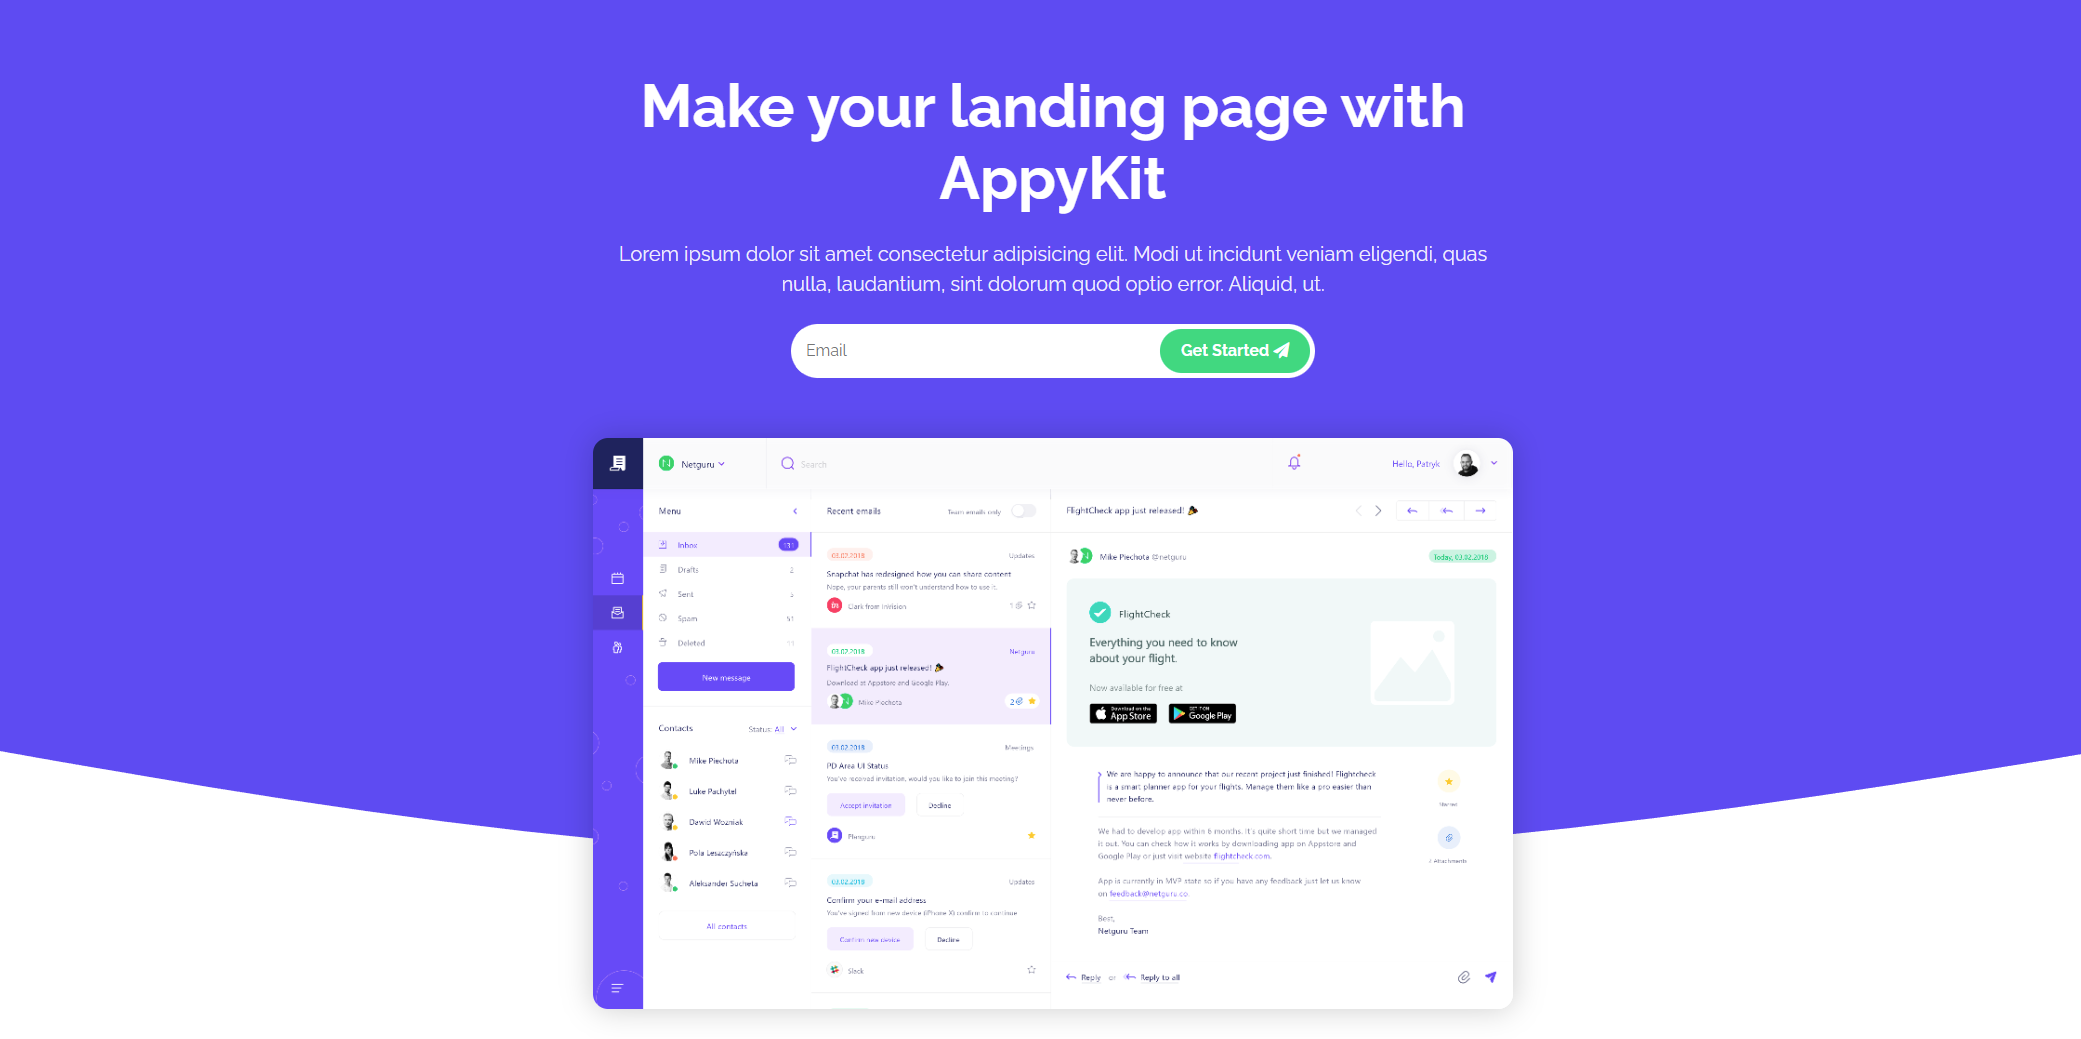 Make your landing page with
AppyKit
Lorem ipsum dolor sit amet consectetur adipisicing elit. Modi ut incidunt veniam eligendi, quas
nulla, laudantium, sint dolorum quod optio error. Aliquid, ut.
Email
Get Started
N Netguru
Search
Hello, Patryk
Menu
Inbox 131
Drafts 2
Sent
Spam 51
Deleted
New message
Contacts Status: All
Mike Piechota
Luke Pachytel
Dawid Wozniak
Pola Leszczyńska
Aleksander Sucheta
All contacts
Recent emails Team emails only
03.02.2018 Updates
Snapchat has redesigned how you can share content
Nope, your parents still won't understand how to use it.
in Clark from InVision 1
03.02.2018 Netguru
FlightCheck app just released!
Download at Appstore and Google Play.
N Mike Piechota 2
03.02.2018 Meetings
PD Area UI Status
You've received invitation, would you like to join this meeting?
Accept invitation Decline
Elanguru
03.02.2018 Updates
Confirm your e-mail address
You've signed from new device (iPhone X) confirm to continue
Confirm new device Decline
Slack
FlightCheck app just released!
N Mike Piechota @netguru Today, 03.02.2018
FlightCheck
Everything you need to know
about your flight.
Now available for free at
Download on the
App Store
GET IT ON
Google Play
We are happy to announce that our recent project just finished! Flightcheck
is a smart planner app for your flights. Manage them like a pro easier than
never before.
We had to develop app within 6 months. It's quite short time but we managed
it out. You can check how it works by downloading app on Appstore and
Google Play or just visit website flightcheck.com.
App is currently in MVP state so if you have any feedback just let us know
on feedback@netguru.co
Best,
Netguru Team
Attachments
Reply or Reply to all